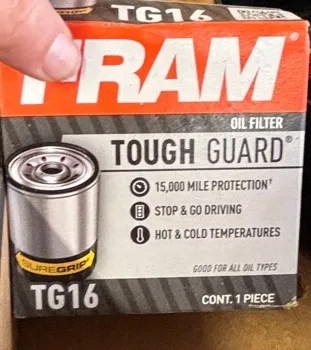 TG16
FRAM
OIL FILTER
TOUGH GUARD®
15,000 MILE PROTECTION†
STOP & GO DRIVING
HOT & COLD TEMPERATURES
SUREGRIP®
GOOD FOR ALL OIL TYPES
TG16
CONT. 1 PIECE